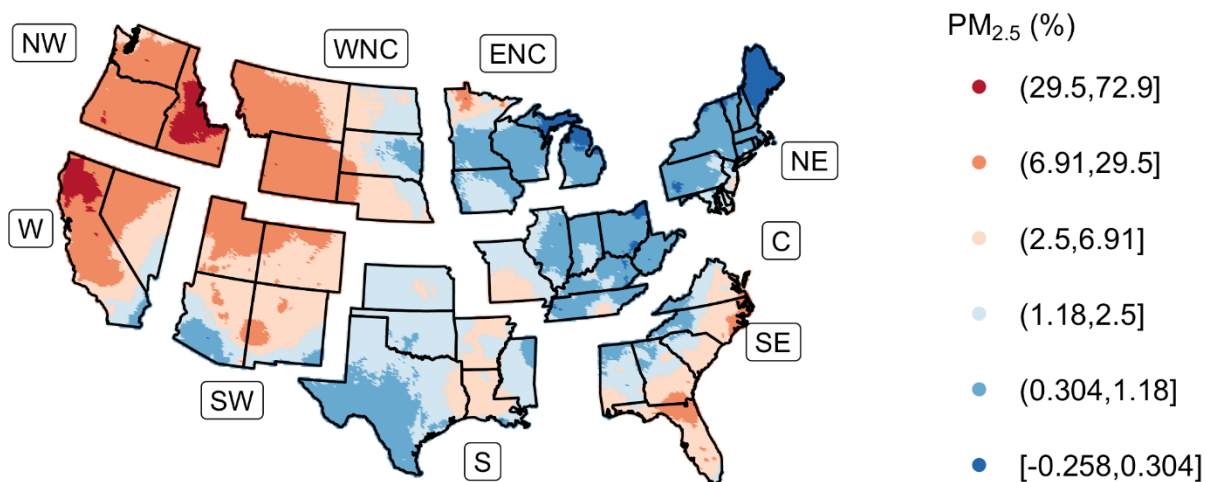 NW
WNC
ENC
NE
W
C
SE
SW
S
PM2.5 (%)
(29.5,72.9]
(6.91,29.5]
(2.5,6.91]
(1.18,2.5]
(0.304,1.18]
[-0.258,0.304]